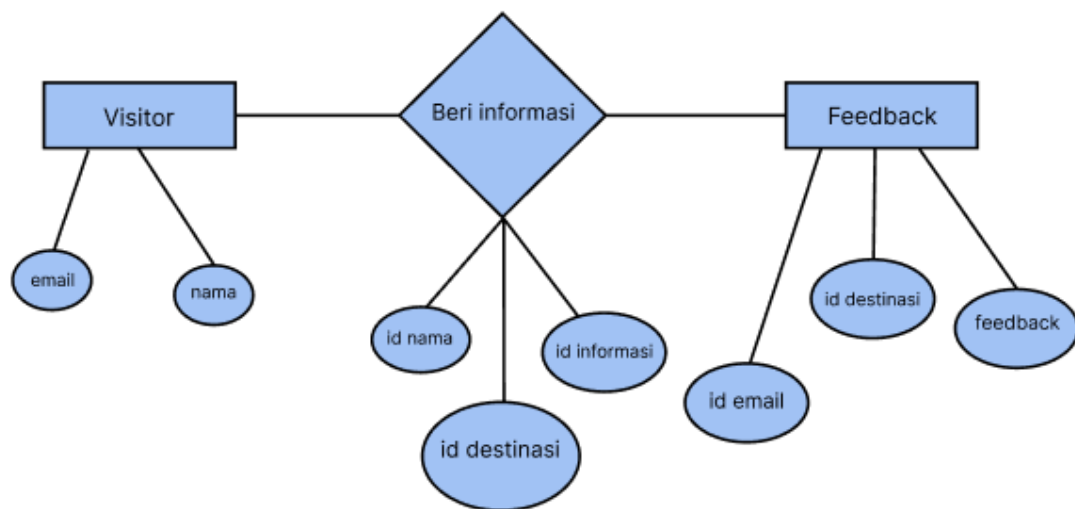 Visitor
Beri informasi
Feedback
email
nama
id nama
id informasi
id destinasi
id email
id destinasi
feedback